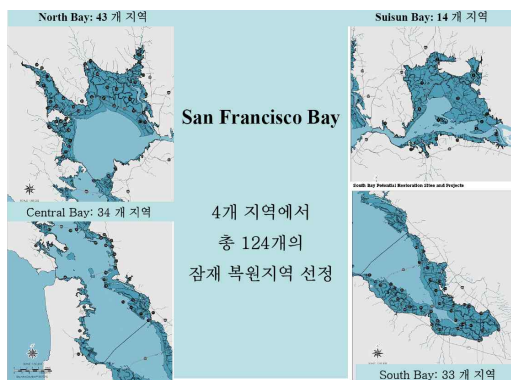 North Bay: 43 개 지역
Suisun Bay: 14 개 지역
San Francisco Bay
South Bay Potential Restoration Sites and Projects
Central Bay: 34 개 지역
4개 지역에서
총 124개의
잠재 복원지역 선정
South Bay: 33 개 지역